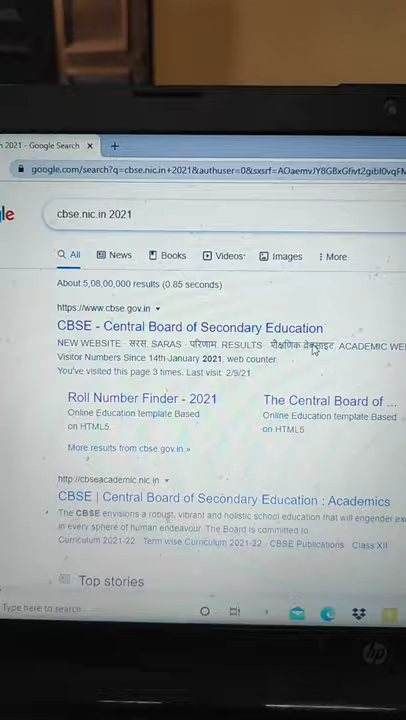 n 2021 - Google Search
google.com/search?q=cbse.nic.in+2021&authuser=0&sxsrf=AOaemvJY8GBxGfivt2gibl0vqFM
le
cbse.nic.in 2021
All News Books Videos Images More
About 5,08,00,000 results (0.85 seconds)
https://www.cbse.gov.in
CBSE - Central Board of Secondary Education
NEW WEBSITE · सरस. SARAS · परिणाम. RESULTS · ACADEMIC WE
Visitor Numbers Since 14th January 2021. web counter.
You've visited this page 3 times. Last visit: 2/9/21
Roll Number Finder - 2021
Online Education template Based
on HTML5
The Central Board of ...
Online Education template Based
on HTML5
More results from cbse.gov.in »
http://cbseacademic.nic.in
CBSE | Central Board of Secondary Education : Academics
The CBSE envisions a robust, vibrant and holistic school education that will engender ex
in every sphere of human endeavour. The Board is committed to
Curriculum 2021-22 · Term wise Curriculum 2021-22 · CBSE Publications · Class XII
Top stories
Type here to search
hp